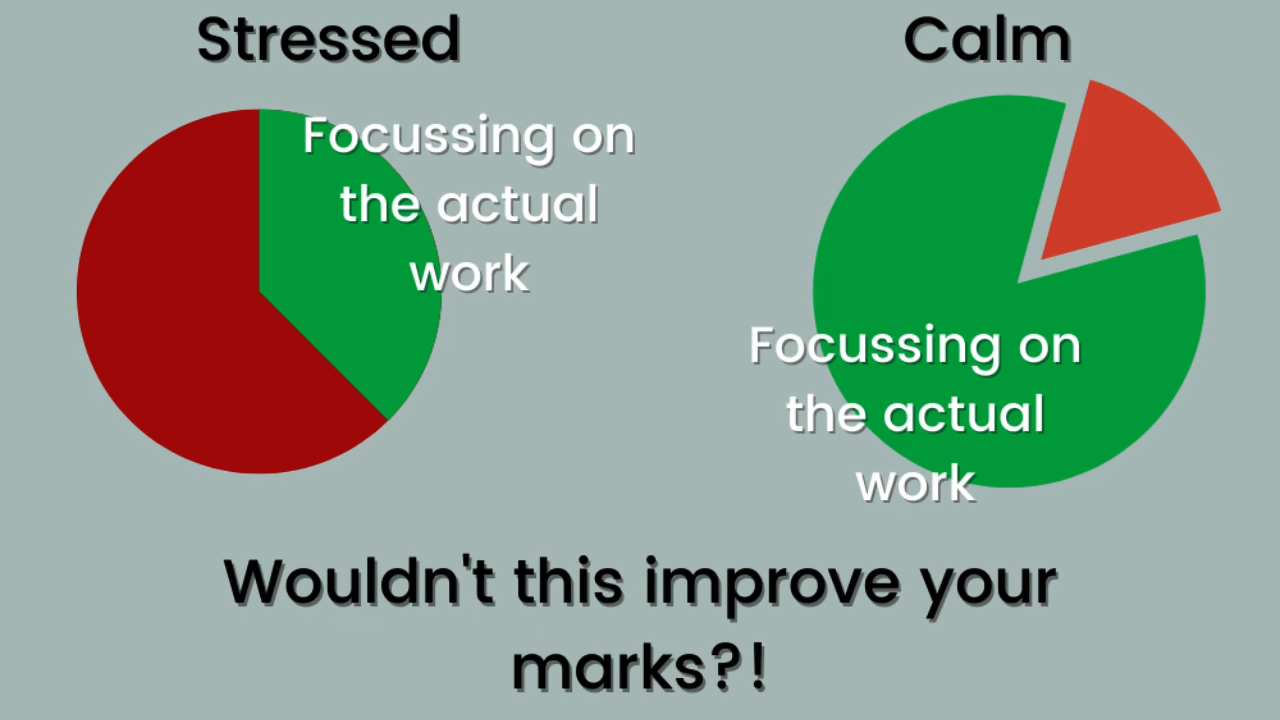 Stressed
Calm
Focussing on
the actual
work
Focussing on
the actual
work
Wouldn't this improve your
marks?!